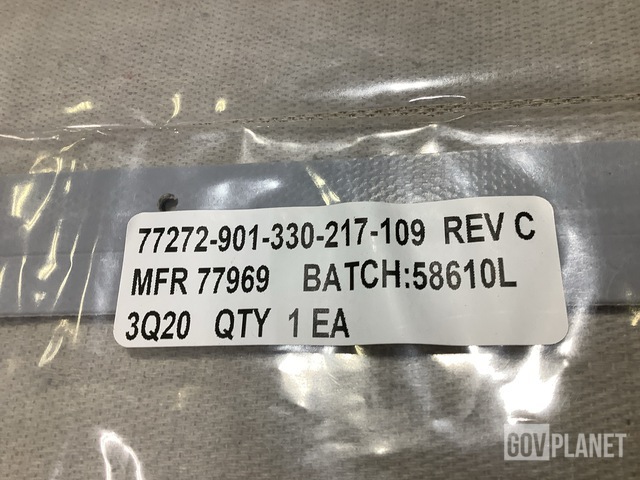 77272-901-330-217-109 REV C
MFR 77969 BATCH:58610L
3Q20 QTY 1 EA
GOVPLANET